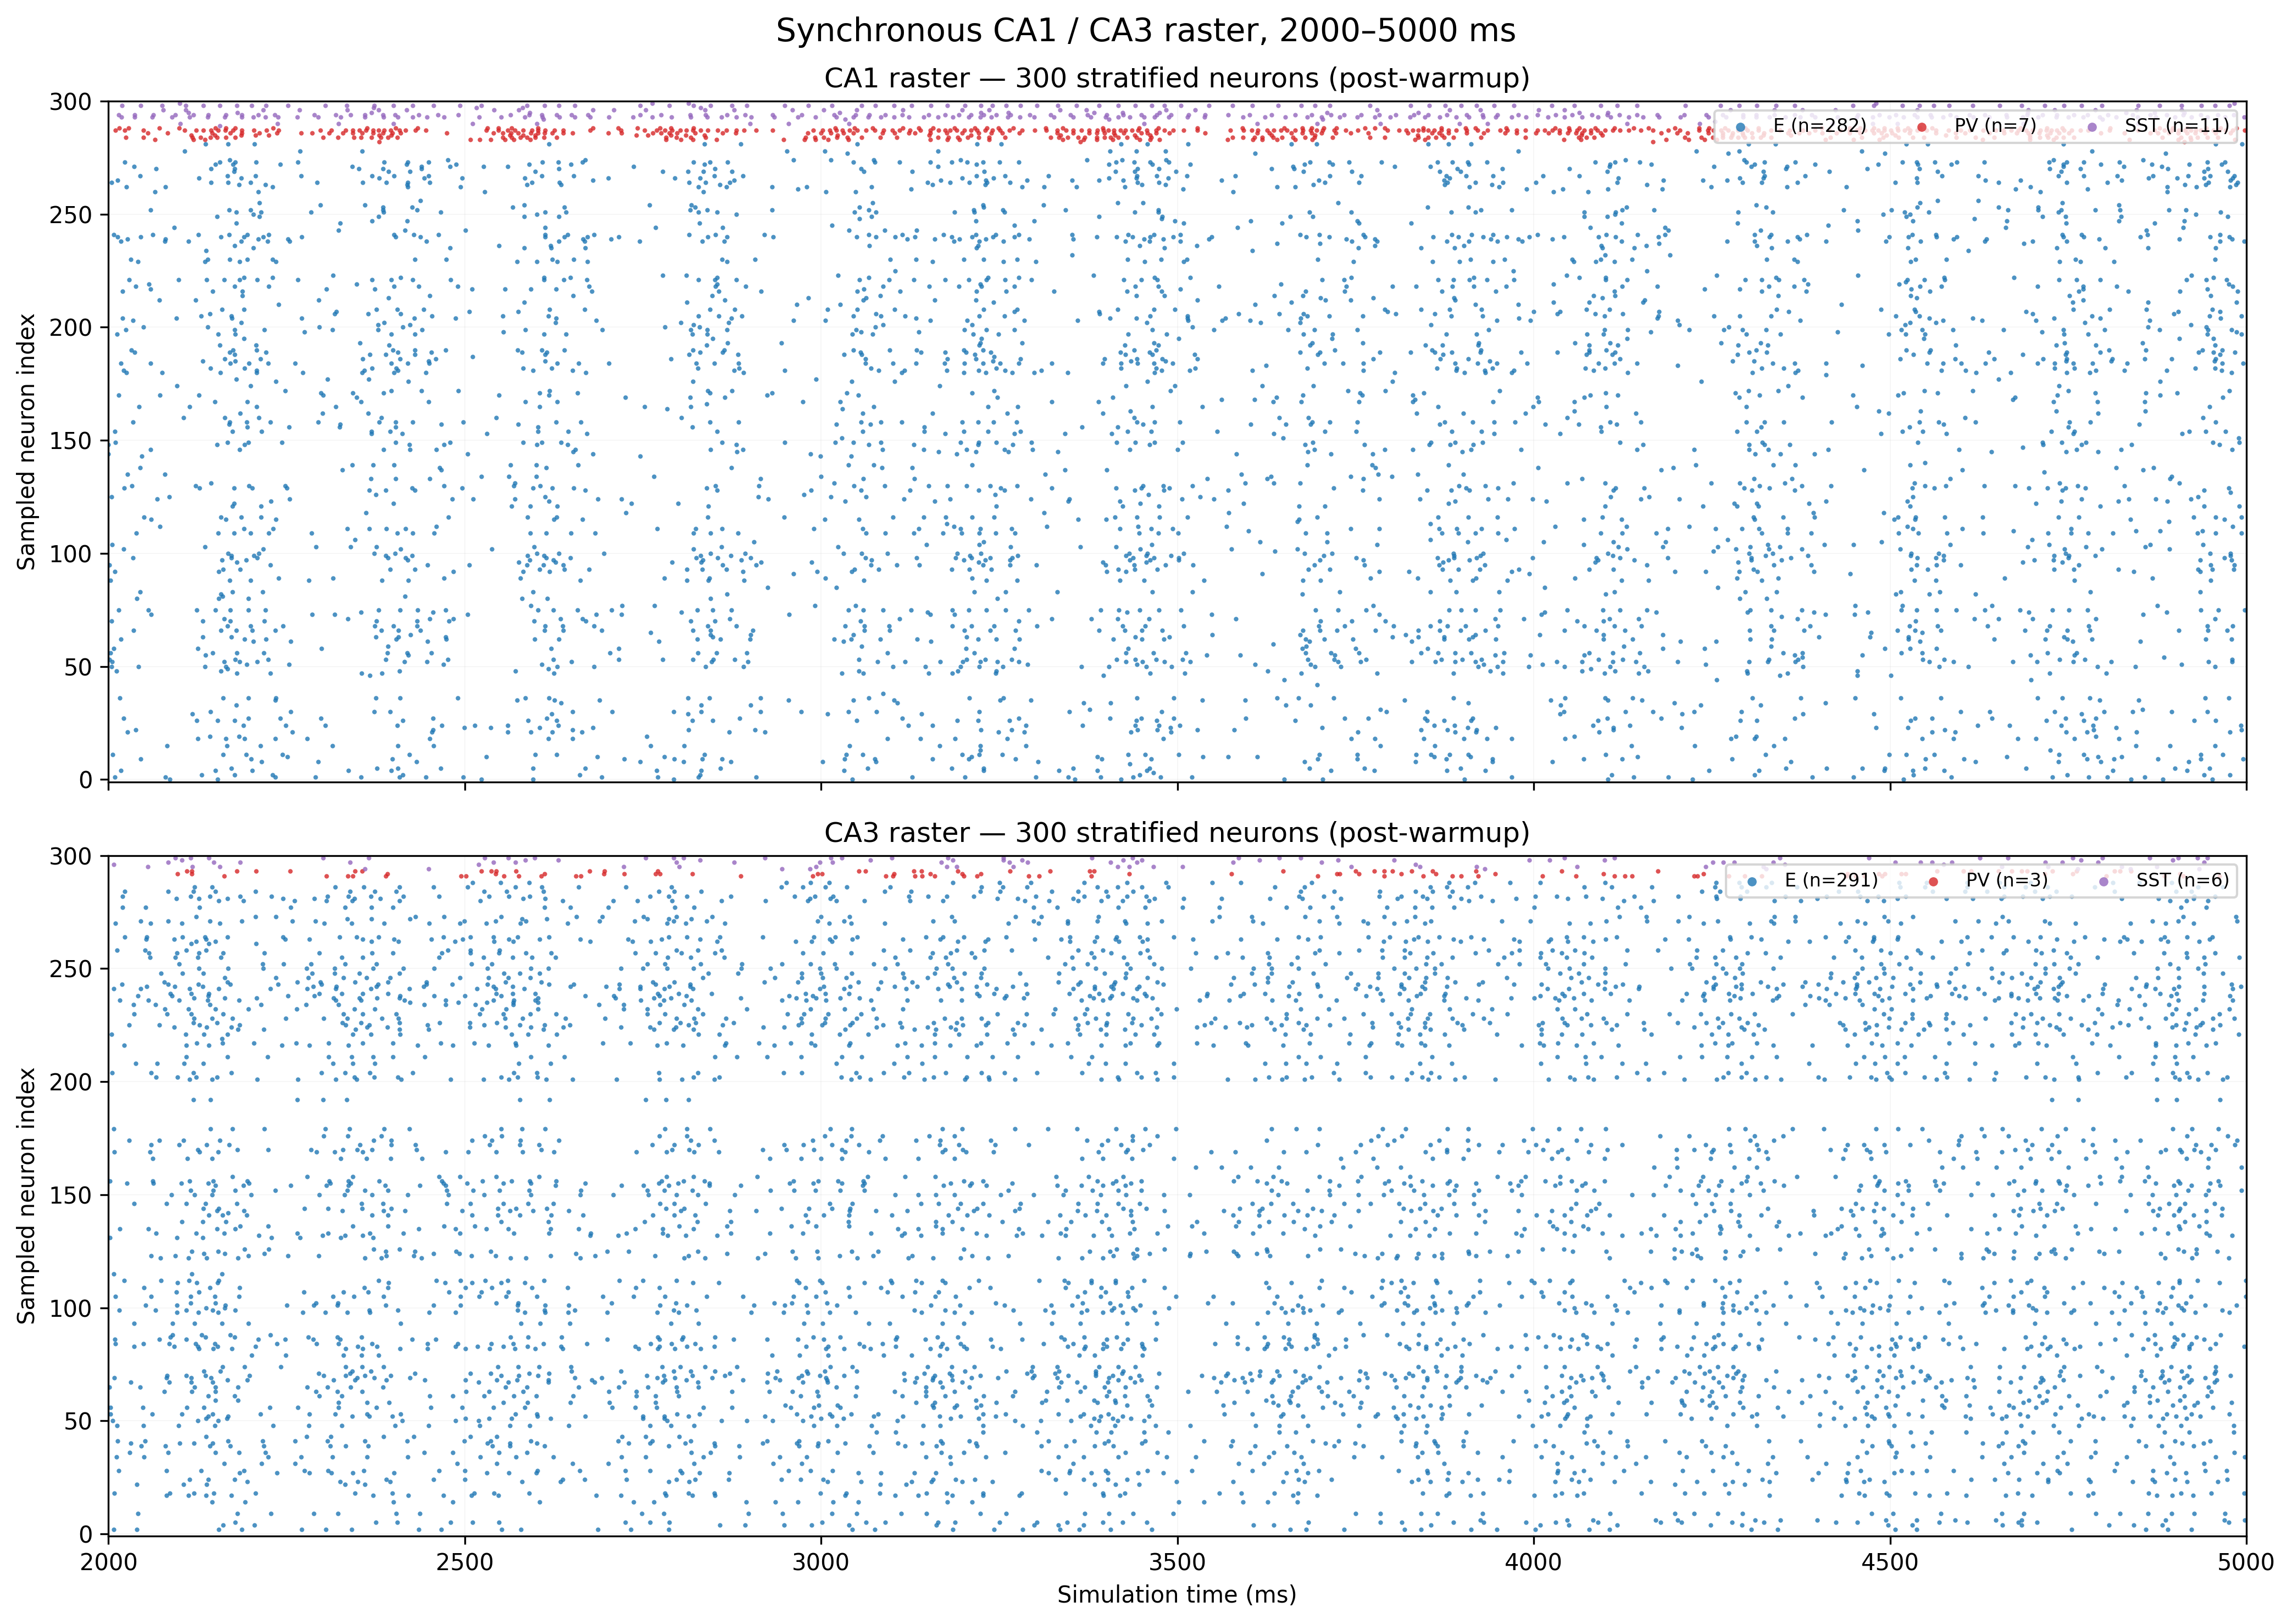 Synchronous CA1 / CA3 raster, 2000–5000 ms
CA1 raster — 300 stratified neurons (post-warmup)
E (n=282) PV (n=7) SST (n=11)
Sampled neuron index
300
250
200
150
100
50
0
CA3 raster — 300 stratified neurons (post-warmup)
E (n=291) PV (n=3) SST (n=6)
Sampled neuron index
300
250
200
150
100
50
0
2000 2500 3000 3500 4000 4500 5000
Simulation time (ms)